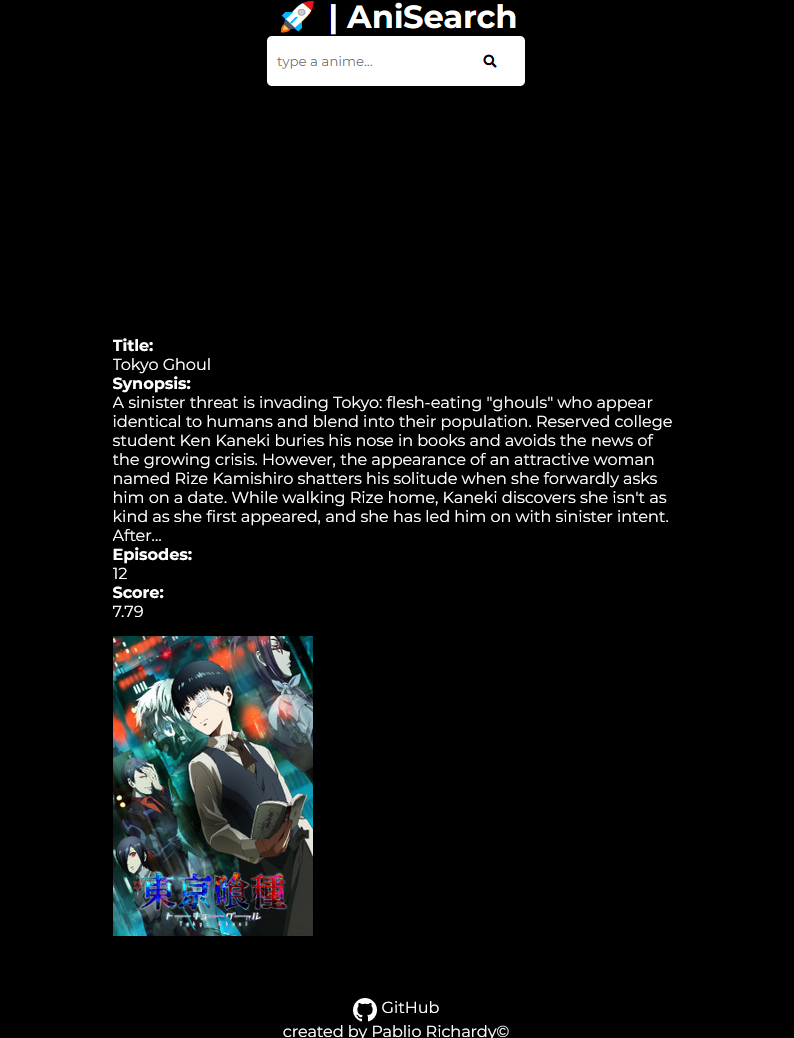 🚀 | AniSearch
type a anime...
Title:
Tokyo Ghoul
Synopsis:
A sinister threat is invading Tokyo: flesh-eating "ghouls" who appear
identical to humans and blend into their population. Reserved college
student Ken Kaneki buries his nose in books and avoids the news of
the growing crisis. However, the appearance of an attractive woman
named Rize Kamishiro shatters his solitude when she forwardly asks
him on a date. While walking Rize home, Kaneki discovers she isn't as
kind as she first appeared, and she has led him on with sinister intent.
After...
Episodes:
12
Score:
7.79
東京喰種
トーキョーグール
Tokyo Ghoul
GitHub
created by Pablio Richardy©